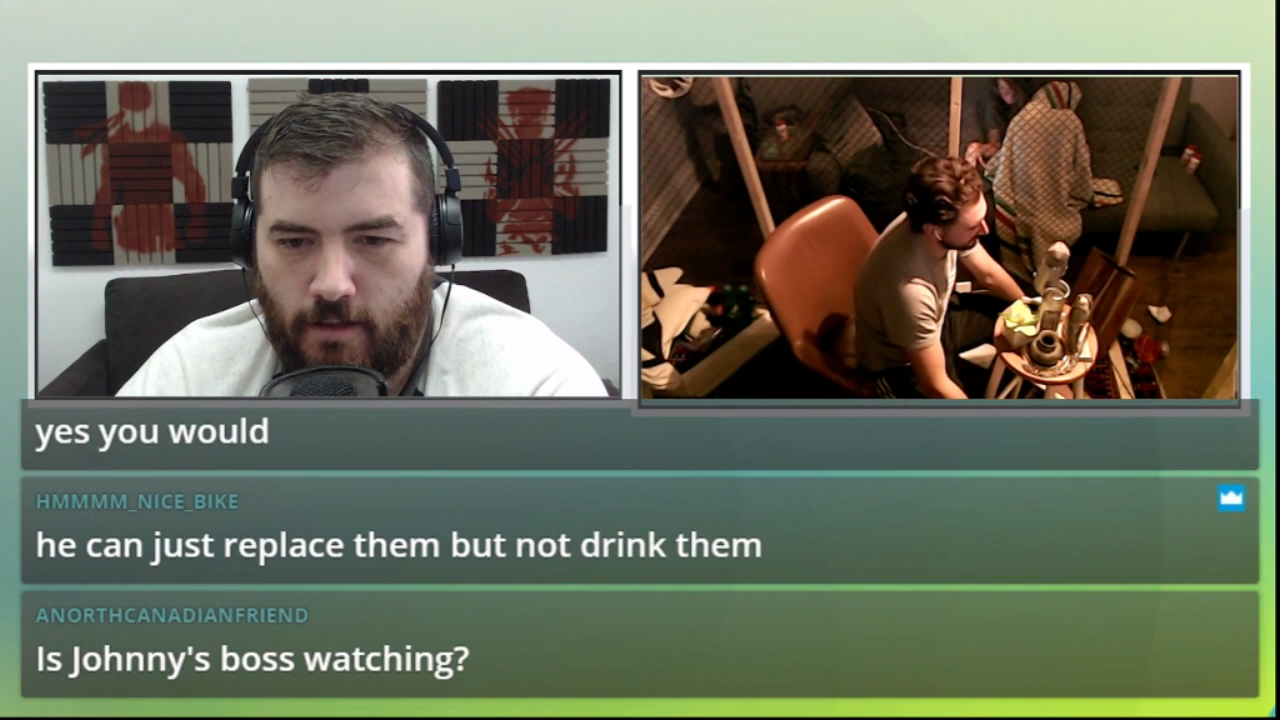 yes you would
HMMMM_NICE_BIKE
he can just replace them but not drink them
ANORTHCANADIANFRIEND
Is Johnny's boss watching?